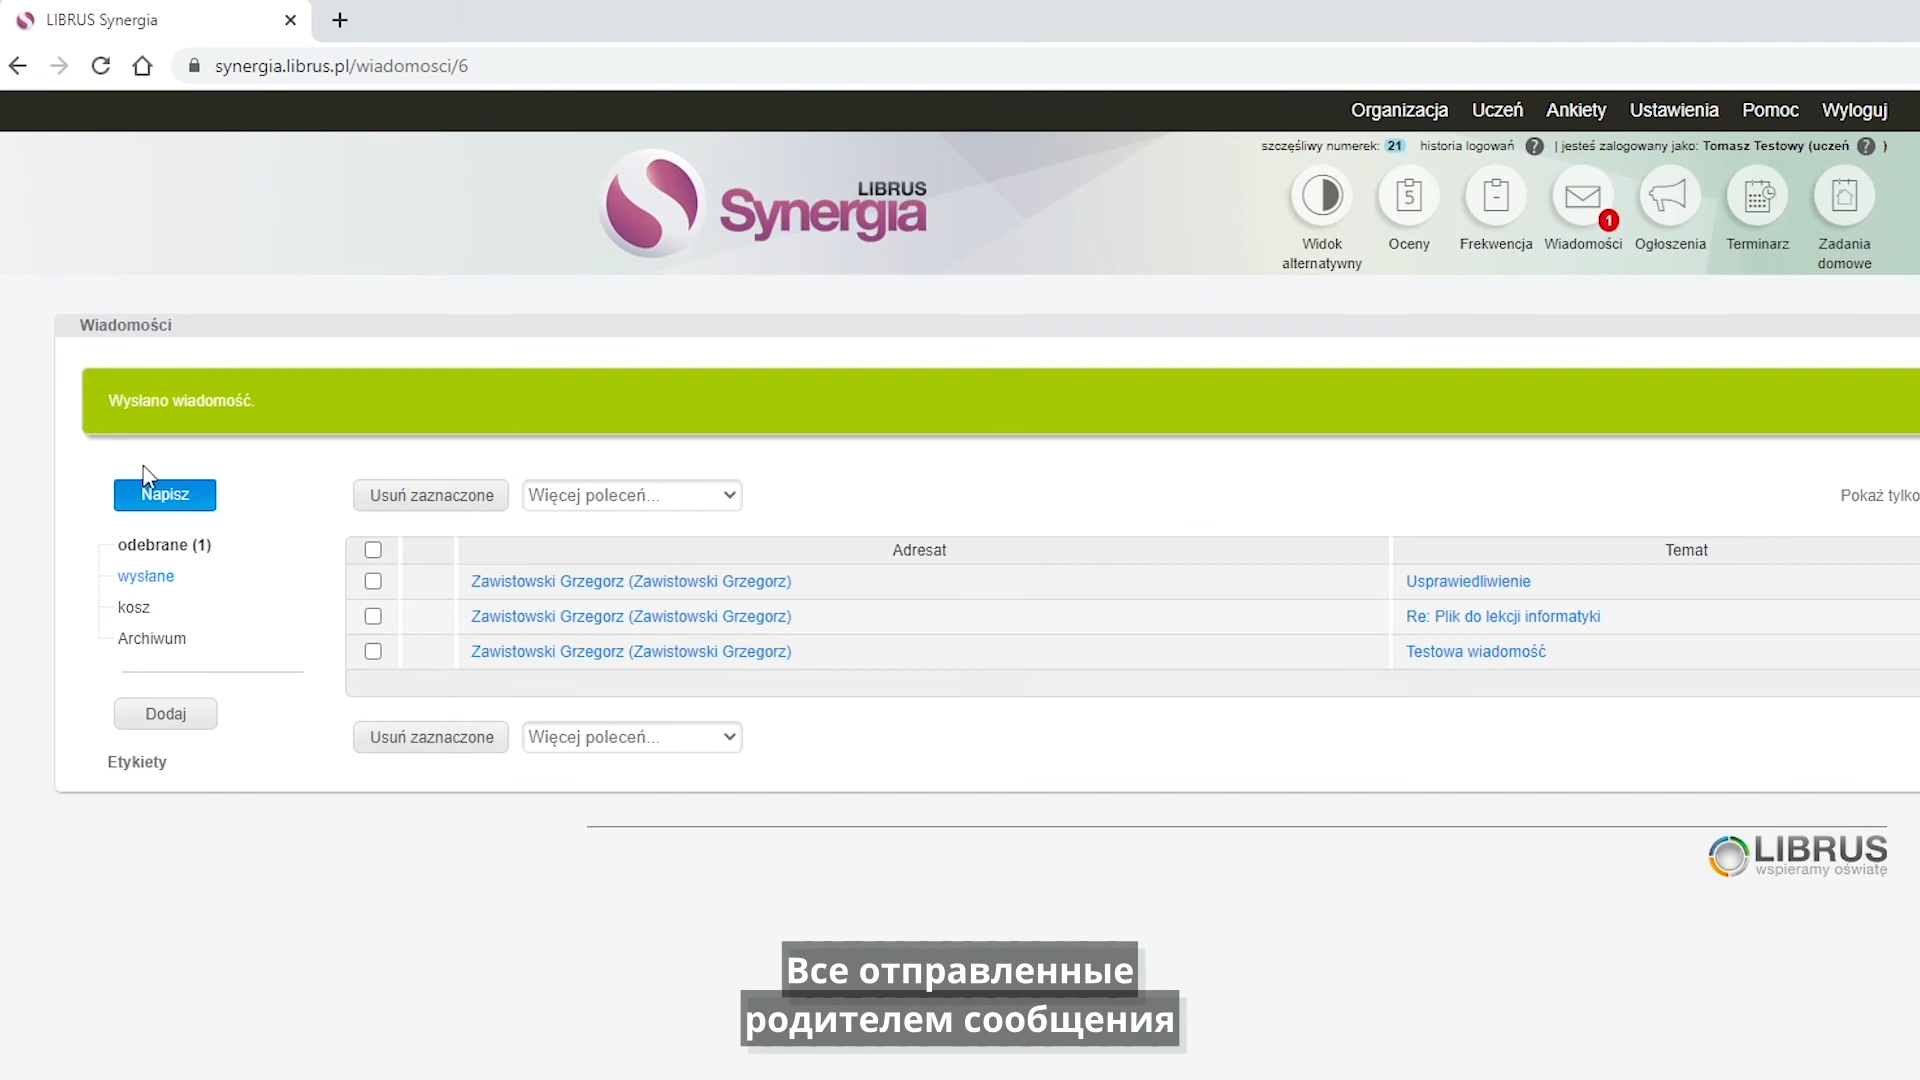 LIBRUS Synergia
synergia.librus.pl/wiadomosci/6
Organizacja Uczeń Ankiety Ustawienia Pomoc Wyloguj
szczęśliwy numerek: 21 historia logowań ? | jesteś zalogowany jako: Tomasz Testowy (uczeń ? )
LIBRUS
Synergia
5
1
Widok alternatywny
Oceny
Frekwencja
Wiadomości
Ogłoszenia
Terminarz
Zadania domowe
Wiadomości
Wysłano wiadomość.
Napisz
Usuń zaznaczone Więcej poleceń... Pokaż tylko
odebrane (1)
wysłane
kosz
Archiwum
Dodaj
Etykiety
Adresat Temat
Zawistowski Grzegorz (Zawistowski Grzegorz) Usprawiedliwienie
Zawistowski Grzegorz (Zawistowski Grzegorz) Re: Plik do lekcji informatyki
Zawistowski Grzegorz (Zawistowski Grzegorz) Testowa wiadomość
Usuń zaznaczone Więcej poleceń...
LIBRUS
wspieramy oświatę
Все отправленные
родителем сообщения